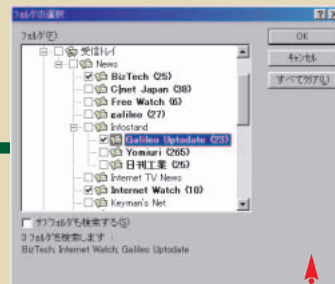 フォルダの選択
フォルダ(F):
OK
キャンセル
すべてクリア(L)
受信トレイ
News
BizTech (25)
C|net Japan (38)
Free Watch (6)
galileo (27)
Infostand
Galileo Uptodate (23)
Yomiuri (265)
日刊工業 (25)
Internet TV News
Internet Watch (10)
Keyman's Net
サブフォルダも検索する(S)
3 フォルダを検索します :
BizTech; Internet Watch; Galileo Uptodate